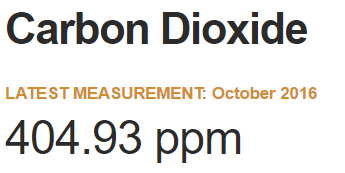 Carbon Dioxide
LATEST MEASUREMENT: October 2016
404.93 ppm